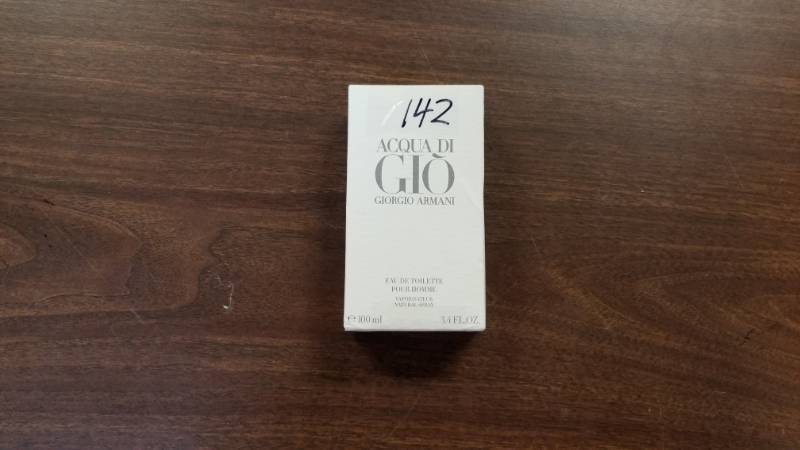 142
ACQUA DI
GIÒ
GIORGIO ARMANI
EAU DE TOILETTE
POUR HOMME
VAPORISATEUR
NATURAL SPRAY
℮ 100 ml 3.4 FL.OZ.